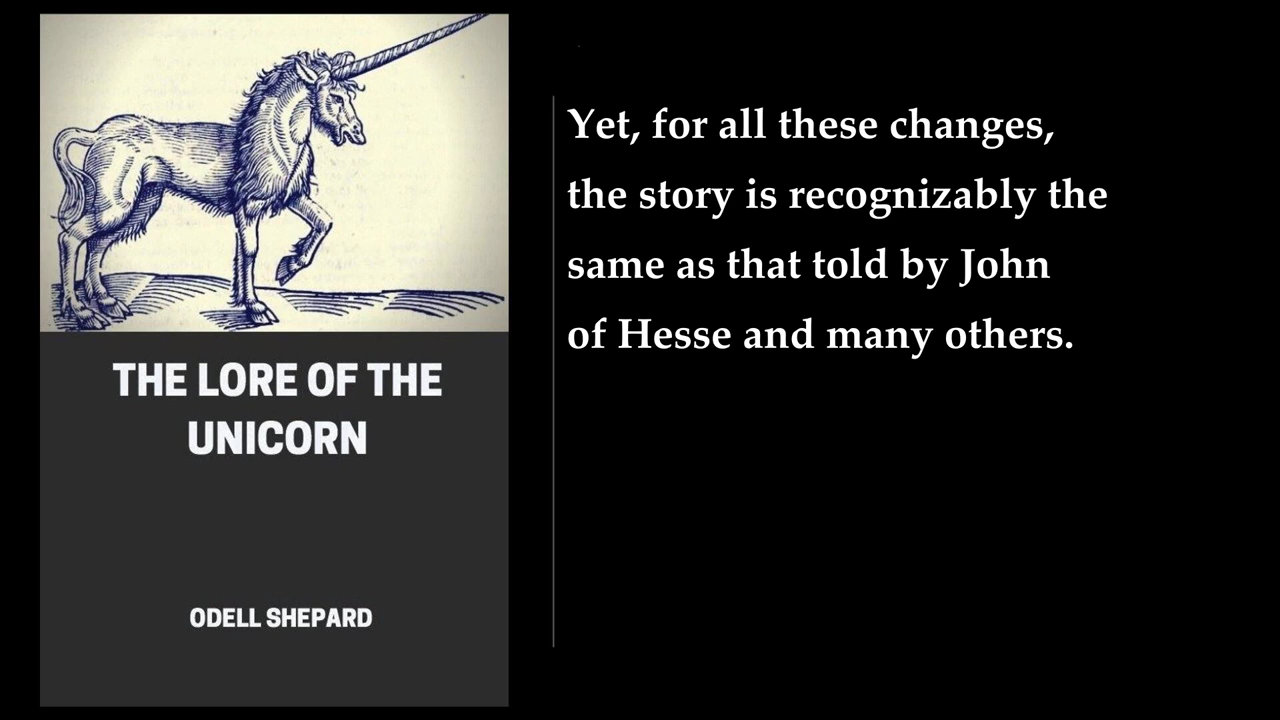 THE LORE OF THE
UNICORN
ODELL SHEPARD
Yet, for all these changes,
the story is recognizably the
same as that told by John
of Hesse and many others.